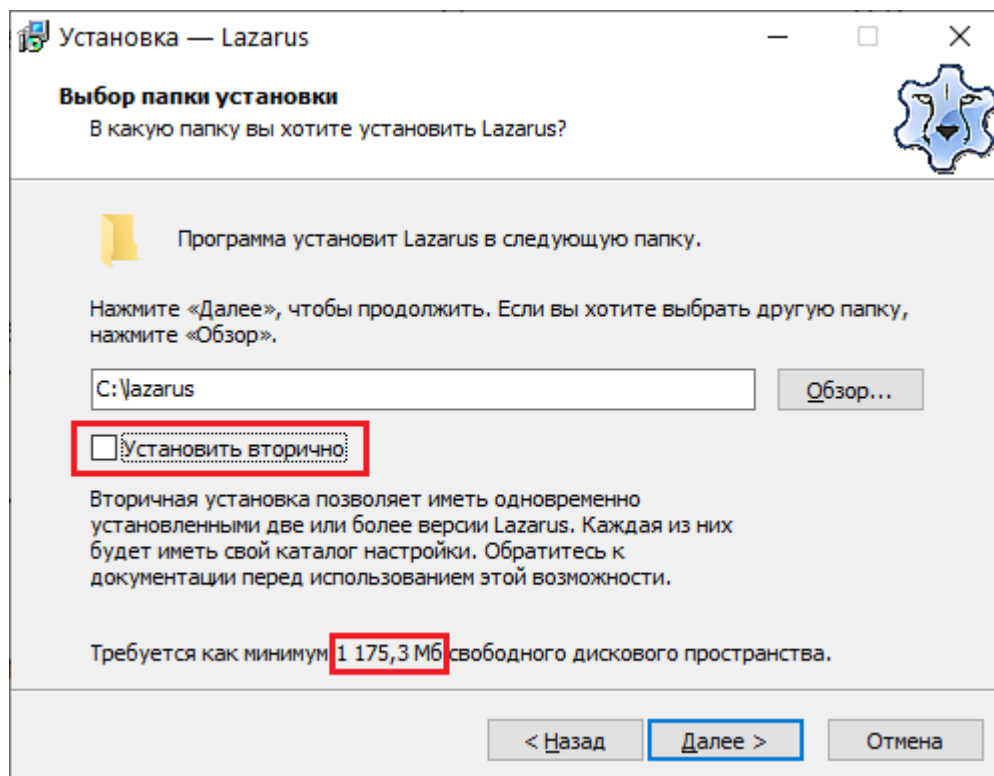 Установка — Lazarus
Выбор папки установки
В какую папку вы хотите установить Lazarus?
Программа установит Lazarus в следующую папку.
Нажмите «Далее», чтобы продолжить. Если вы хотите выбрать другую папку,
нажмите «Обзор».
C:\lazarus
Обзор...
Установить вторично
Вторичная установка позволяет иметь одновременно
установленными две или более версии Lazarus. Каждая из них
будет иметь свой каталог настройки. Обратитесь к
документации перед использованием этой возможности.
Требуется как минимум 1 175,3 Мб свободного дискового пространства.
< Назад Далее > Отмена